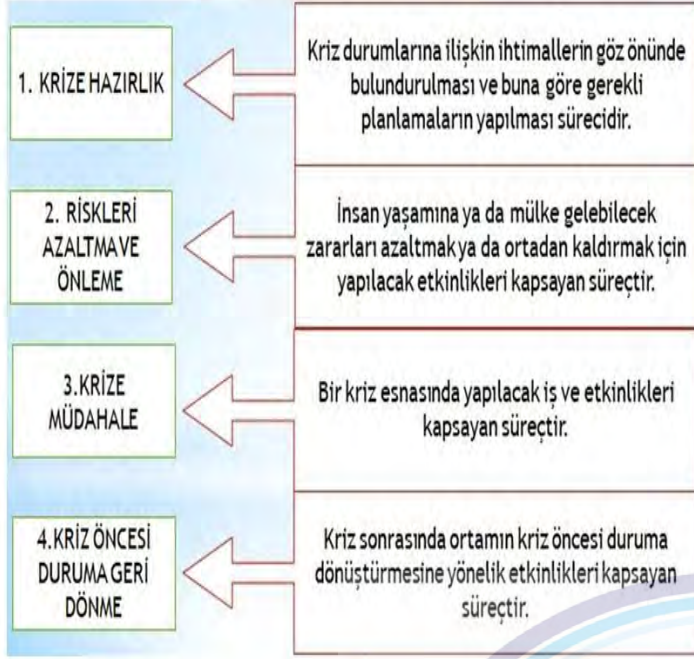 1. KRİZE HAZIRLIK
Kriz durumlarına ilişkin ihtimallerin göz önünde
bulundurulması ve buna göre gerekli
planlamaların yapılması sürecidir.
2. RİSKLERİ
AZALTMA VE
ÖNLEME
İnsan yaşamına ya da mülke gelebilecek
zararları azaltmak ya da ortadan kaldırmak için
yapılacak etkinlikleri kapsayan süreçtir.
3.KRİZE
MÜDAHALE
Bir kriz esnasında yapılacak iş ve etkinlikleri
kapsayan süreçtir.
4.KRİZ ÖNCESİ
DURUMA GERİ
DÖNME
Kriz sonrasında ortamın kriz öncesi duruma
dönüştürmesine yönelik etkinlikleri kapsayan
süreçtir.